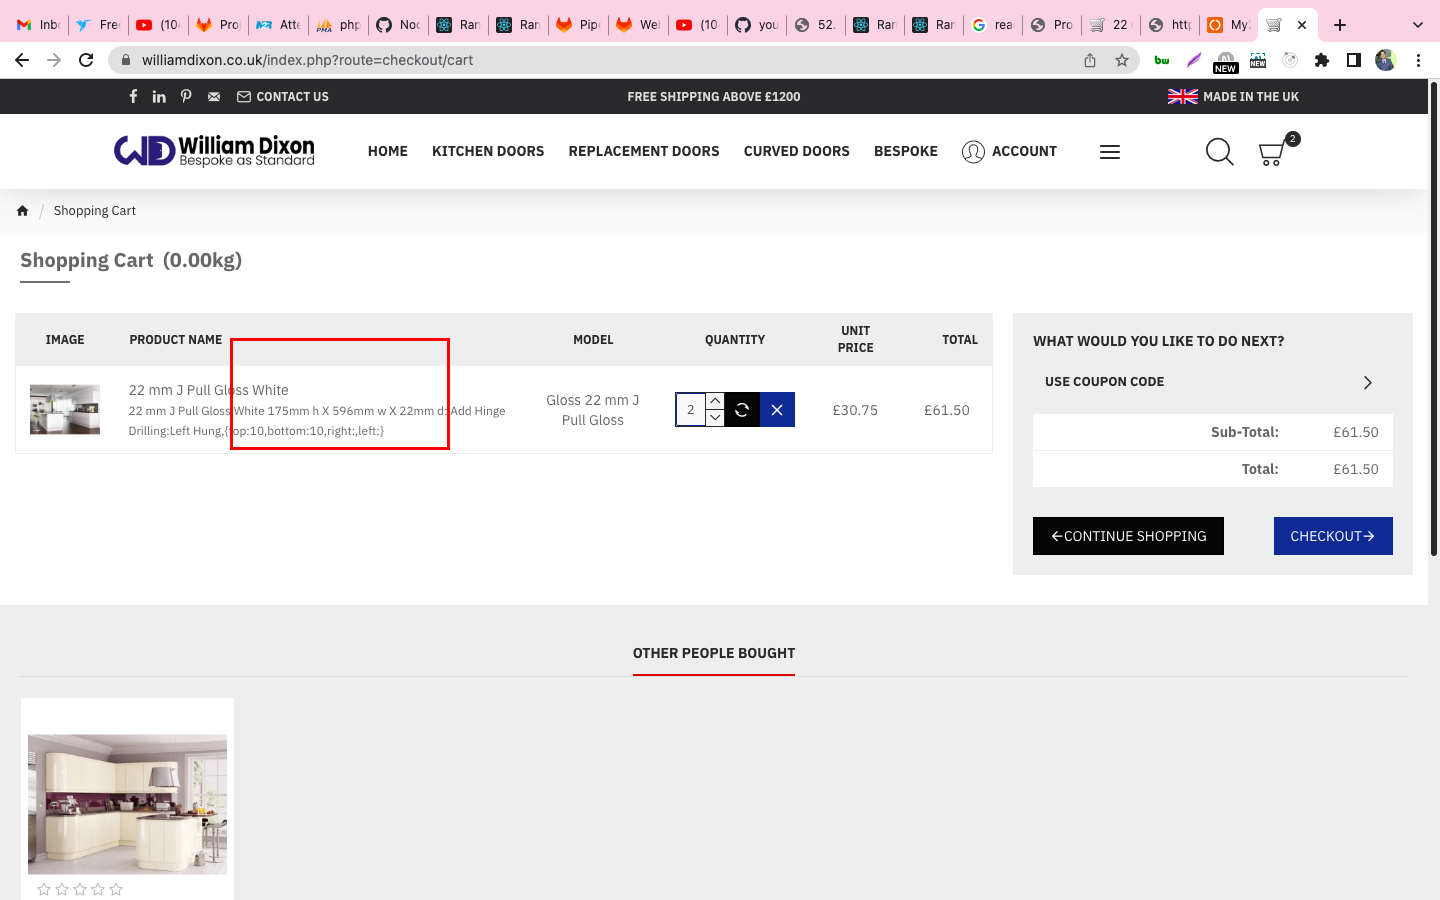 Inb
Free
(10
Pro
Atte
php
Noc
Ran
Ran
Pip
Wel
(10
you
52.
Ran
Ran
rea
Pro
22
http
My
williamdixon.co.uk/index.php?route=checkout/cart
bw
NEW
NEW
CONTACT US
FREE SHIPPING ABOVE £1200
MADE IN THE UK
William Dixon
Bespoke as Standard
HOME
KITCHEN DOORS
REPLACEMENT DOORS
CURVED DOORS
BESPOKE
ACCOUNT
2
/ Shopping Cart
Shopping Cart (0.00kg)
IMAGE
PRODUCT NAME
MODEL
QUANTITY
UNIT
PRICE
TOTAL
22 mm J Pull Gloss White
22 mm J Pull Gloss White 175mm h X 596mm w X 22mm d: Add Hinge
Drilling:Left Hung,{top:10,bottom:10,right:,left:}
Gloss 22 mm J
Pull Gloss
2
£30.75
£61.50
WHAT WOULD YOU LIKE TO DO NEXT?
USE COUPON CODE
Sub-Total: £61.50
Total: £61.50
CONTINUE SHOPPING
CHECKOUT
OTHER PEOPLE BOUGHT